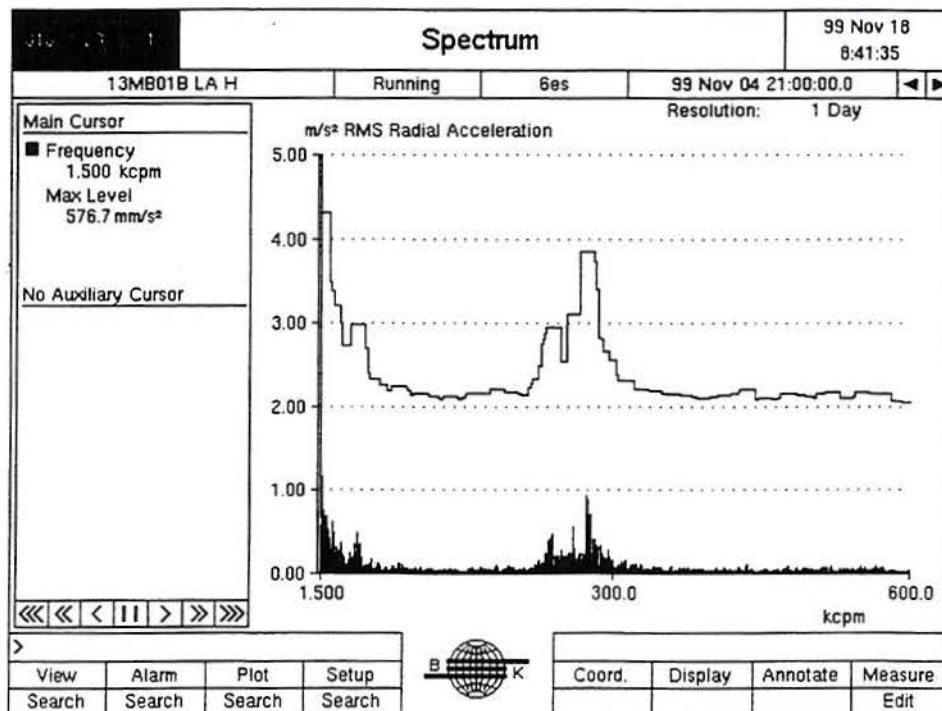 Spectrum
99 Nov 18
8:41:35
13MB01B LA H
Running
6es
99 Nov 04 21:00:00.0
Resolution: 1 Day
Main Cursor
Frequency
1.500 kcpm
Max Level
576.7 mm/s²
No Auxiliary Cursor
m/s² RMS Radial Acceleration
5.00
4.00
3.00
2.00
1.00
0.00
1.500
300.0
600.0
kcpm
>
View Alarm Plot Setup
Search Search Search Search
B K
Coord. Display Annotate Measure
Edit